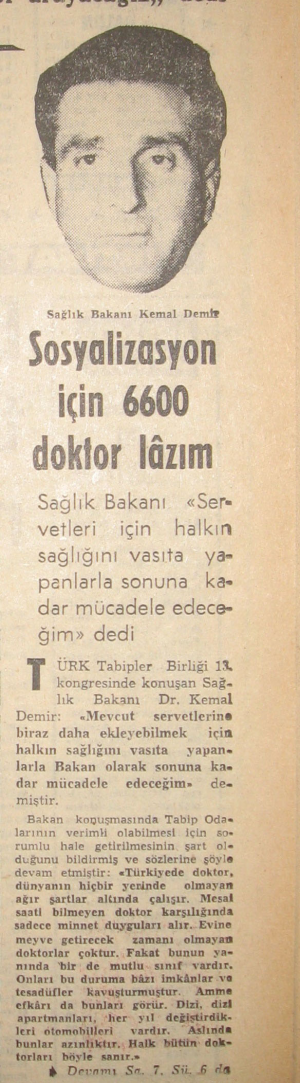 Sağlık Bakanı Kemal Demir
Sosyalizasyon
için 6600
doktor lâzım
Sağlık Bakanı «Ser-
vetleri için halkın
sağlığını vasıta ya-
panlarla sonuna ka-
dar mücadele edece-
ğim» dedi
TÜRK Tabipler Birliği 13.
kongresinde konuşan Sağ-
lık Bakanı Dr. Kemal
Demir: «Mevcut servetlerine
biraz daha ekleyebilmek için
halkın sağlığını vasıta yapan-
larla Bakan olarak sonuna ka-
dar mücadele edeceğim» de-
miştir.
Bakan konuşmasında Tabip Oda-
larının verimli olabilmesi için so-
rumlu hale getirilmesinin şart ol-
duğunu bildirmiş ve sözlerine şöyle
devam etmiştir: «Türkiyede doktor,
dünyanın hiçbir yerinde olmayan
ağır şartlar altında çalışır. Mesai
saati bilmeyen doktor karşılığında
sadece minnet duyguları alır. Evine
meyve getirecek zamanı olmayan
doktorlar çoktur. Fakat bunun ya-
nında bir de mutlu sınıf vardır.
Onları bu duruma bâzı imkânlar ve
tesadüfler kavuşturmuştur. Amme
efkârı da bunları görür. Dizi, dizi
apartmanları, her yıl değiştirdik-
leri otomobilleri vardır. Aslında
bunlar azınlıktır. Halk bütün dok-
torları böyle sanır.»
Devamı Sa. 7, Sü. 6 da